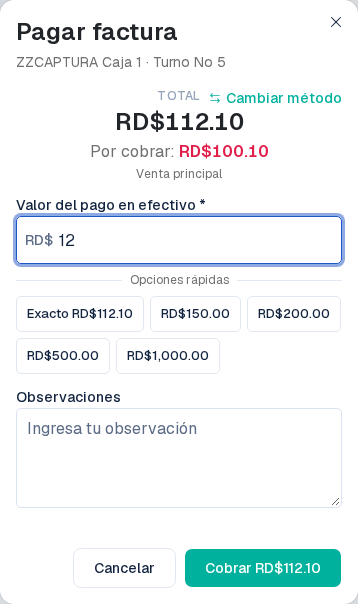 Pagar factura
ZZCAPTURA Caja 1 · Turno No 5
TOTAL Cambiar método
RD$112.10
Por cobrar: RD$100.10
Venta principal
Valor del pago en efectivo *
RD$ 12
Opciones rápidas
Exacto RD$112.10 RD$150.00 RD$200.00
RD$500.00 RD$1,000.00
Observaciones
Ingresa tu observación
Cancelar Cobrar RD$112.10